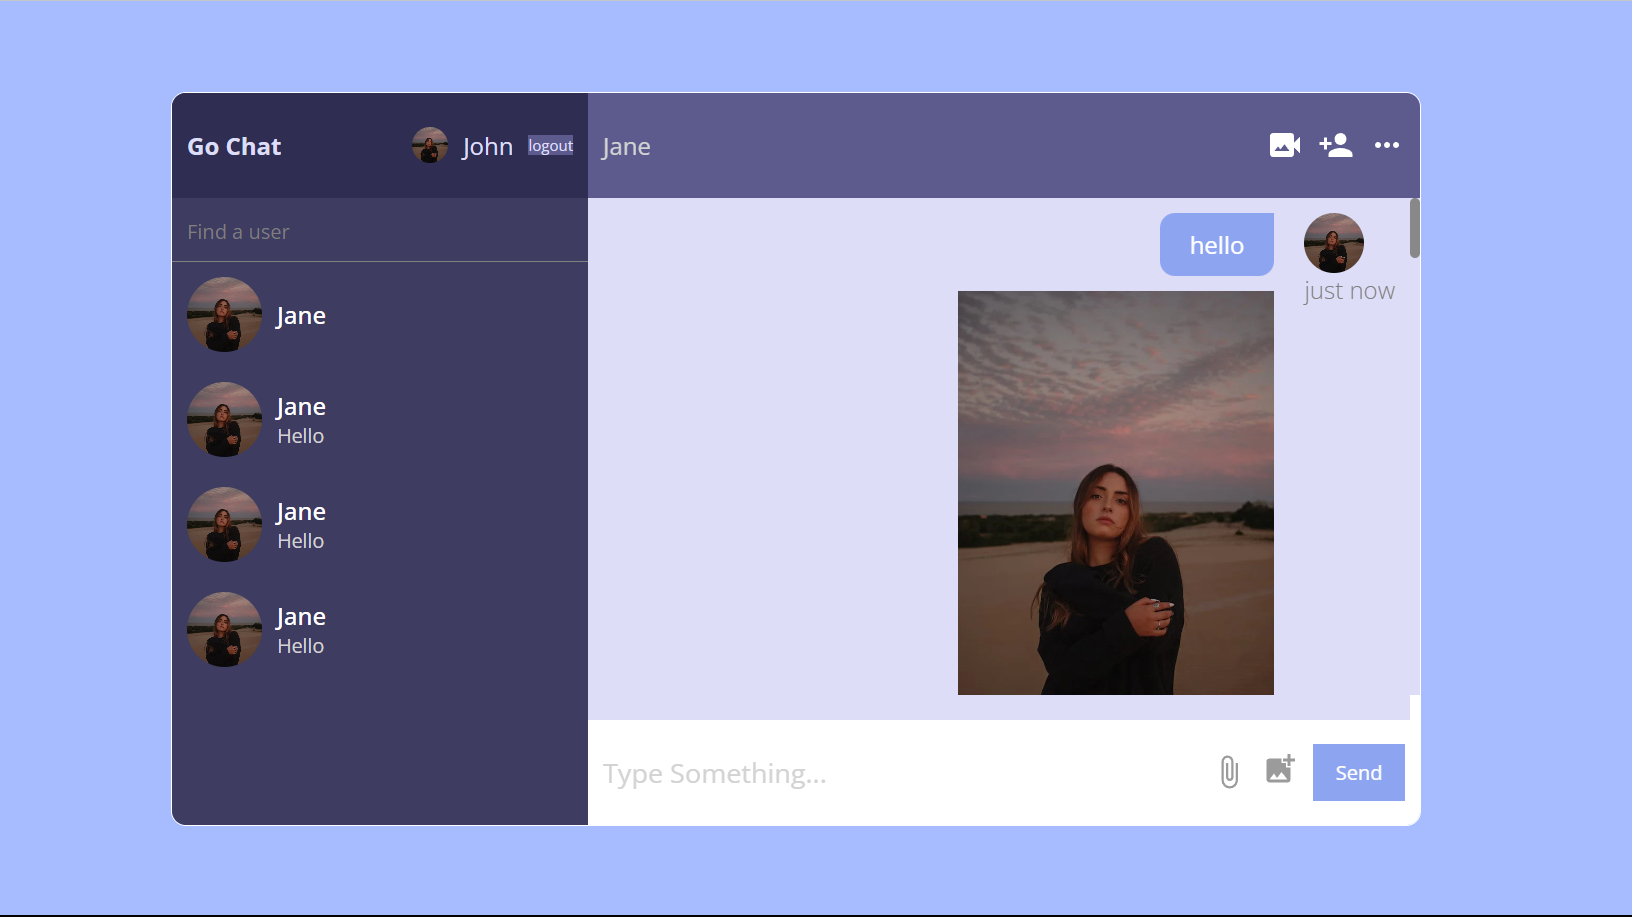 Go Chat
John
logout
Find a user
Jane
Jane
Hello
Jane
Hello
Jane
Hello
Jane
hello
just now
Type Something...
Send